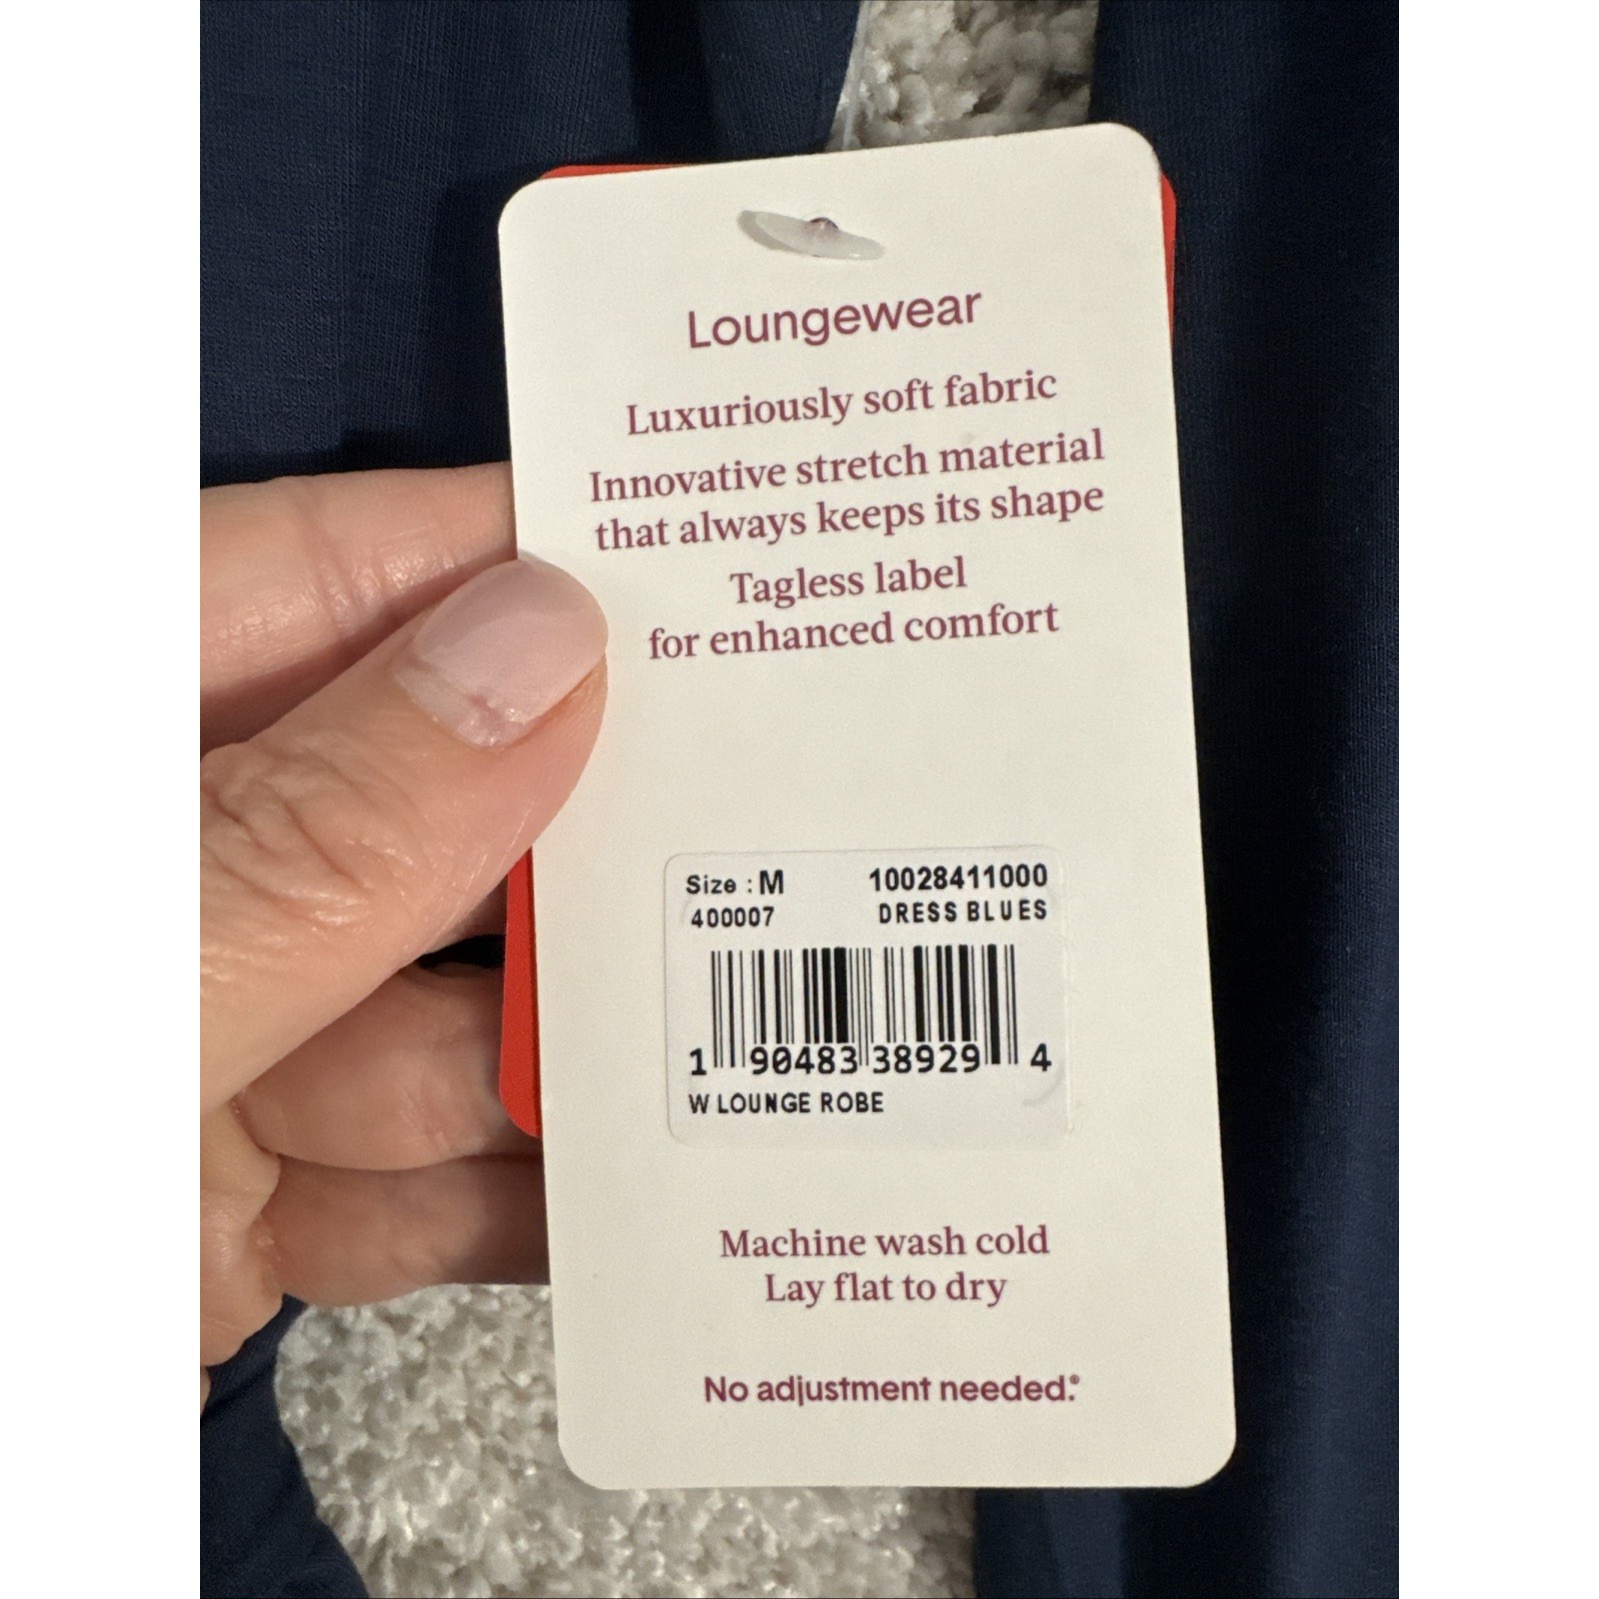 Loungewear
Luxuriously soft fabric
Innovative stretch material
that always keeps its shape
Tagless label
for enhanced comfort
Size : M 10028411000
400007 DRESS BLUES
1 90483 38929 4
W LOUNGE ROBE
Machine wash cold
Lay flat to dry
No adjustment needed.®